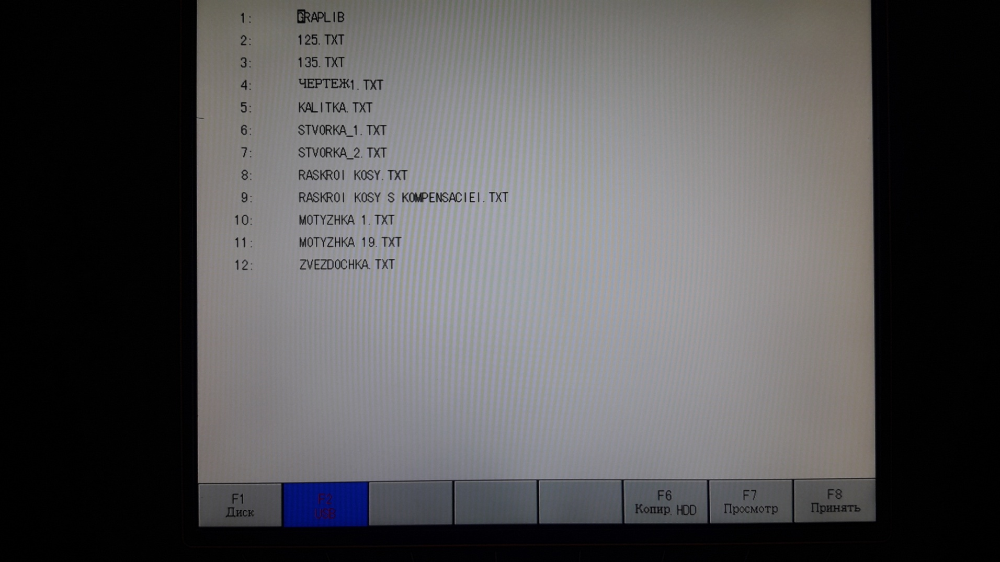 1: GRAPLIB
2: 125.TXT
3: 135.TXT
4: ЧЕРТЕЖ1.TXT
5: KALITKA.TXT
6: STVORKA_1.TXT
7: STVORKA_2.TXT
8: RASKROI KOSY.TXT
9: RASKROI KOSY S KOMPENSACIEI.TXT
10: MOTYZHKA 1.TXT
11: MOTYZHKA 19.TXT
12: ZVEZDOCHKA.TXT
F1 F2 F6 F7 F8
Диск USB Копир. HDD Просмотр Принять